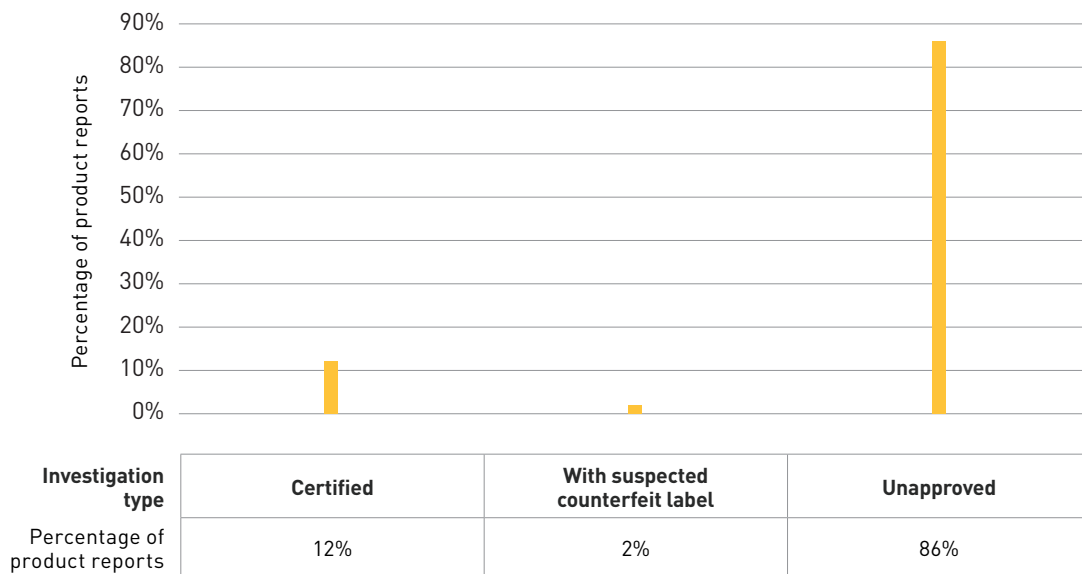 90%
80%
70%
60%
50%
40%
30%
20%
10%
0%
Percentage of product reports
Investigation
type
Certified
With suspected
counterfeit label
Unapproved
Percentage of
product reports
12%
2%
86%